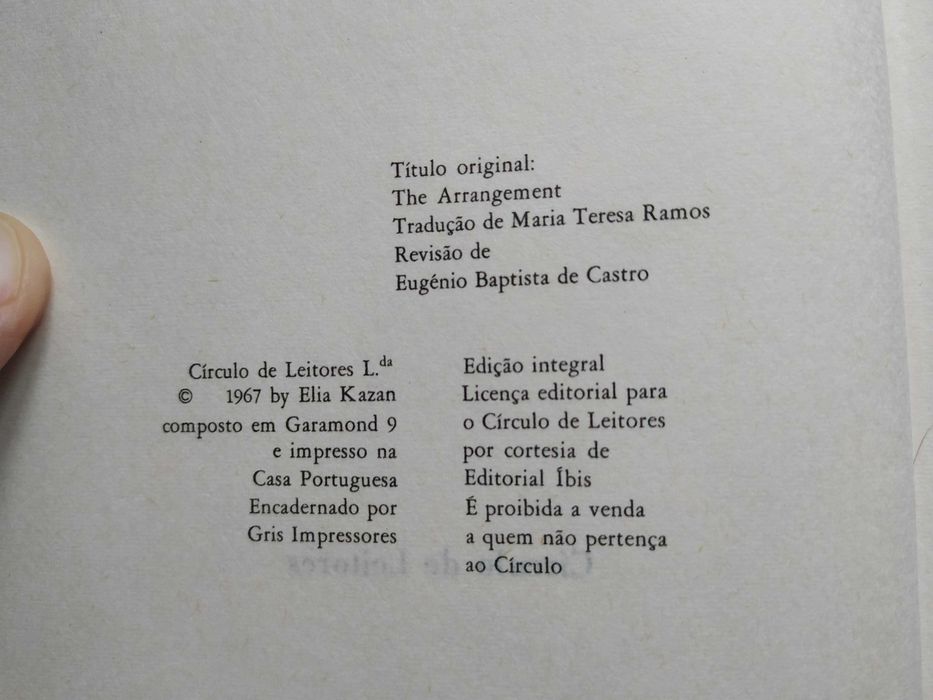 Título original:
The Arrangement
Tradução de Maria Teresa Ramos
Revisão de
Eugénio Baptista de Castro
Círculo de Leitores L.da
© 1967 by Elia Kazan
composto em Garamond 9
e impresso na
Casa Portuguesa
Encadernado por
Gris Impressores
Edição integral
Licença editorial para
o Círculo de Leitores
por cortesia de
Editorial Íbis
É proibida a venda
a quem não pertença
ao Círculo